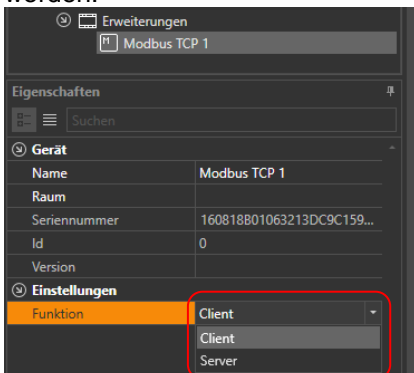 Erweiterungen
M Modbus TCP 1
Eigenschaften
Suchen
Gerät
Name Modbus TCP 1
Raum
Seriennummer 160818B01063213DC9C159...
Id 0
Version
Einstellungen
Funktion Client
Client
Server